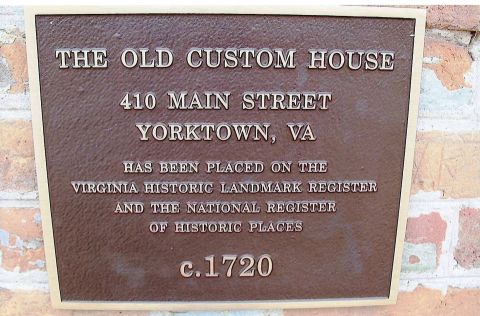 THE OLD CUSTOM HOUSE
410 MAIN STREET
YORKTOWN, VA
HAS BEEN PLACED ON THE
VIRGINIA HISTORIC LANDMARK REGISTER
AND THE NATIONAL REGISTER
OF HISTORIC PLACES
c.1720